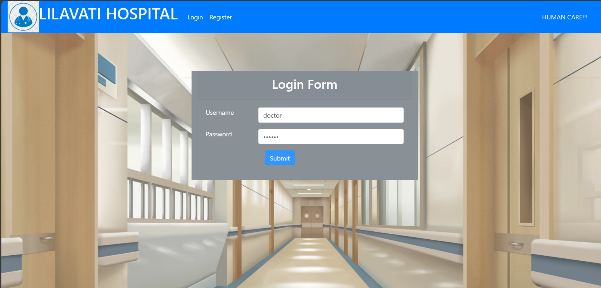 LILAVATI HOSPITAL Login Register HUMAN CARE!!!
Login Form
Username doctor
Password ••••••
Submit